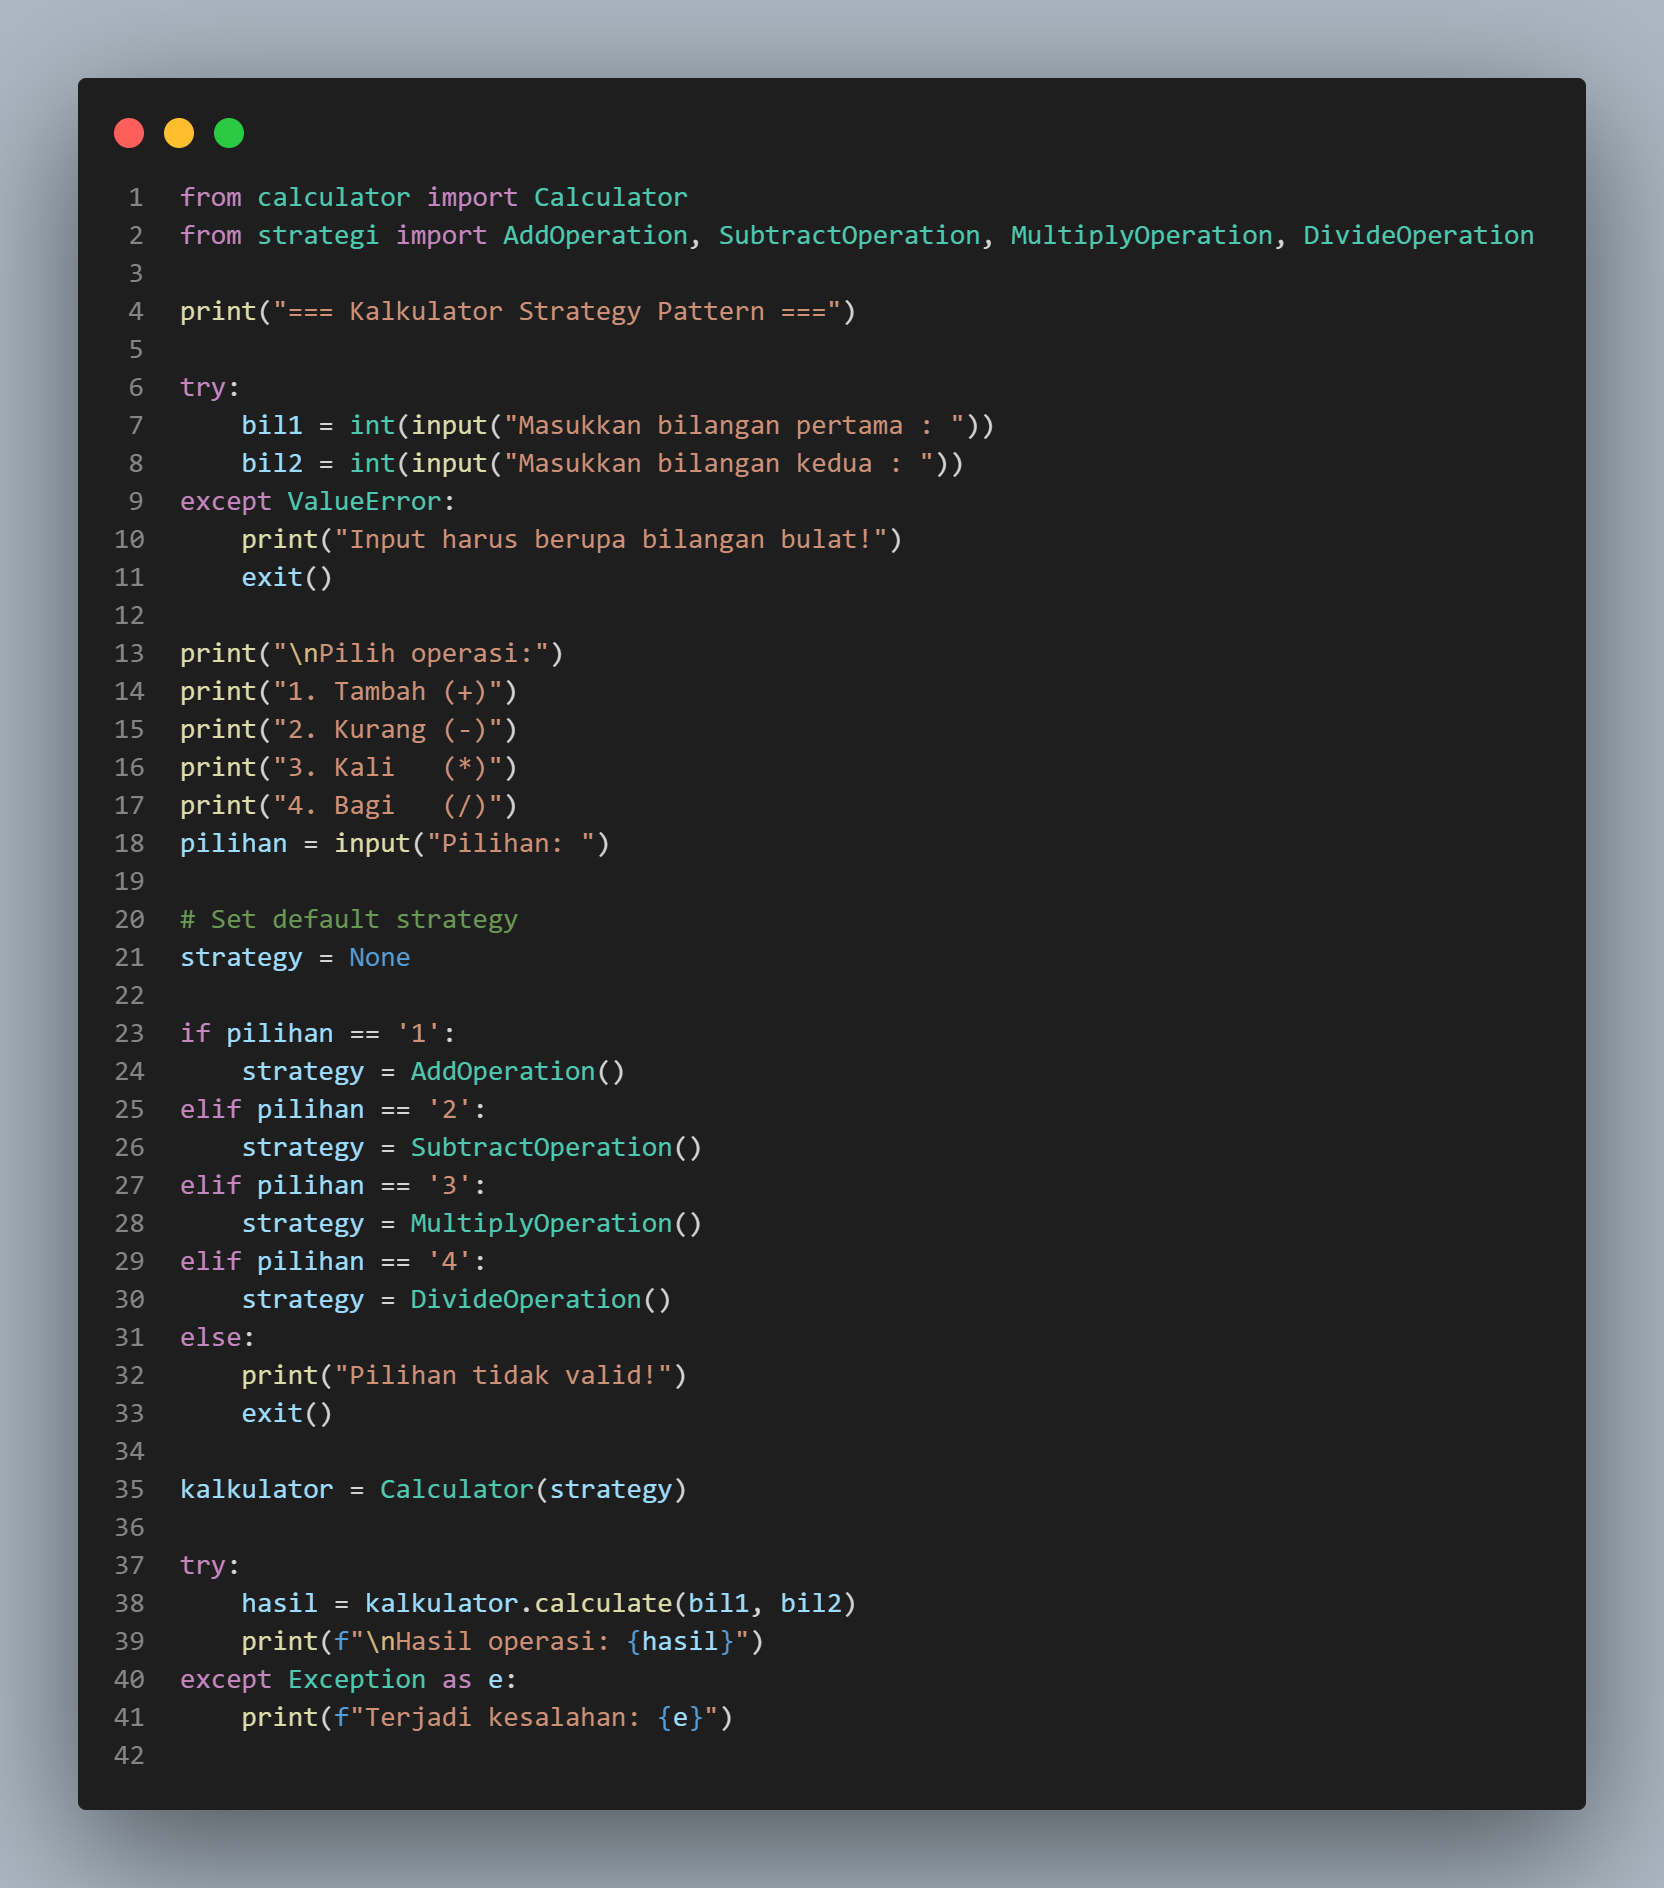 1 from calculator import Calculator
2 from strategi import AddOperation, SubtractOperation, MultiplyOperation, DivideOperation
3
4 print("=== Kalkulator Strategy Pattern ===")
5
6 try:
7     bil1 = int(input("Masukkan bilangan pertama : "))
8     bil2 = int(input("Masukkan bilangan kedua : "))
9 except ValueError:
10     print("Input harus berupa bilangan bulat!")
11     exit()
12
13 print("\nPilih operasi:")
14 print("1. Tambah (+)")
15 print("2. Kurang (-)")
16 print("3. Kali   (*)")
17 print("4. Bagi   (/)")
18 pilihan = input("Pilihan: ")
19
20 # Set default strategy
21 strategy = None
22
23 if pilihan == '1':
24     strategy = AddOperation()
25 elif pilihan == '2':
26     strategy = SubtractOperation()
27 elif pilihan == '3':
28     strategy = MultiplyOperation()
29 elif pilihan == '4':
30     strategy = DivideOperation()
31 else:
32     print("Pilihan tidak valid!")
33     exit()
34
35 kalkulator = Calculator(strategy)
36
37 try:
38     hasil = kalkulator.calculate(bil1, bil2)
39     print(f"\nHasil operasi: {hasil}")
40 except Exception as e:
41     print(f"Terjadi kesalahan: {e}")
42